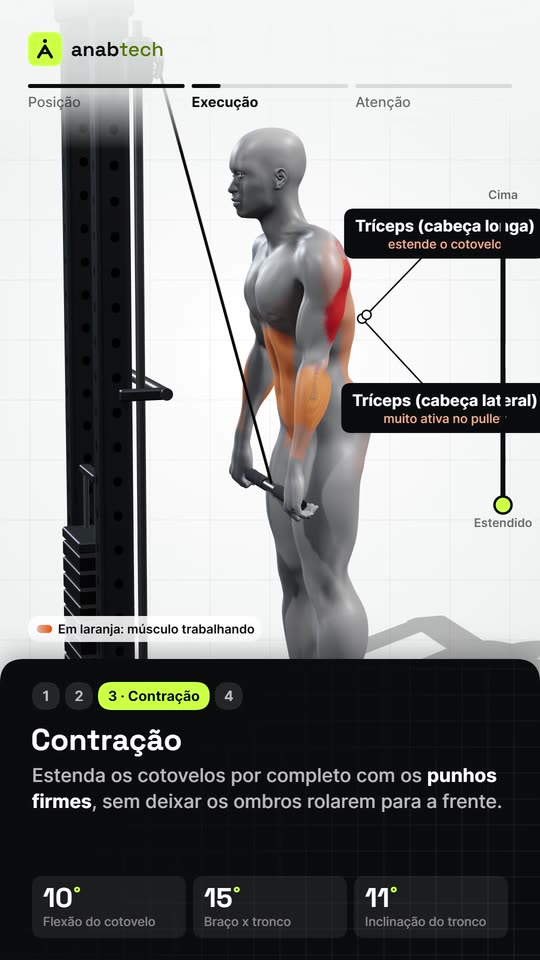 anabtech
Posição
Execução
Atenção
Cima
Tríceps (cabeça longa)
estende o cotovelo
Tríceps (cabeça lateral)
muito ativa no pulley
Estendido
Em laranja: músculo trabalhando
1
2
3 · Contração
4
Contração
Estenda os cotovelos por completo com os punhos
firmes, sem deixar os ombros rolarem para a frente.
10°
15°
11°
Flexão do cotovelo
Braço x tronco
Inclinação do tronco